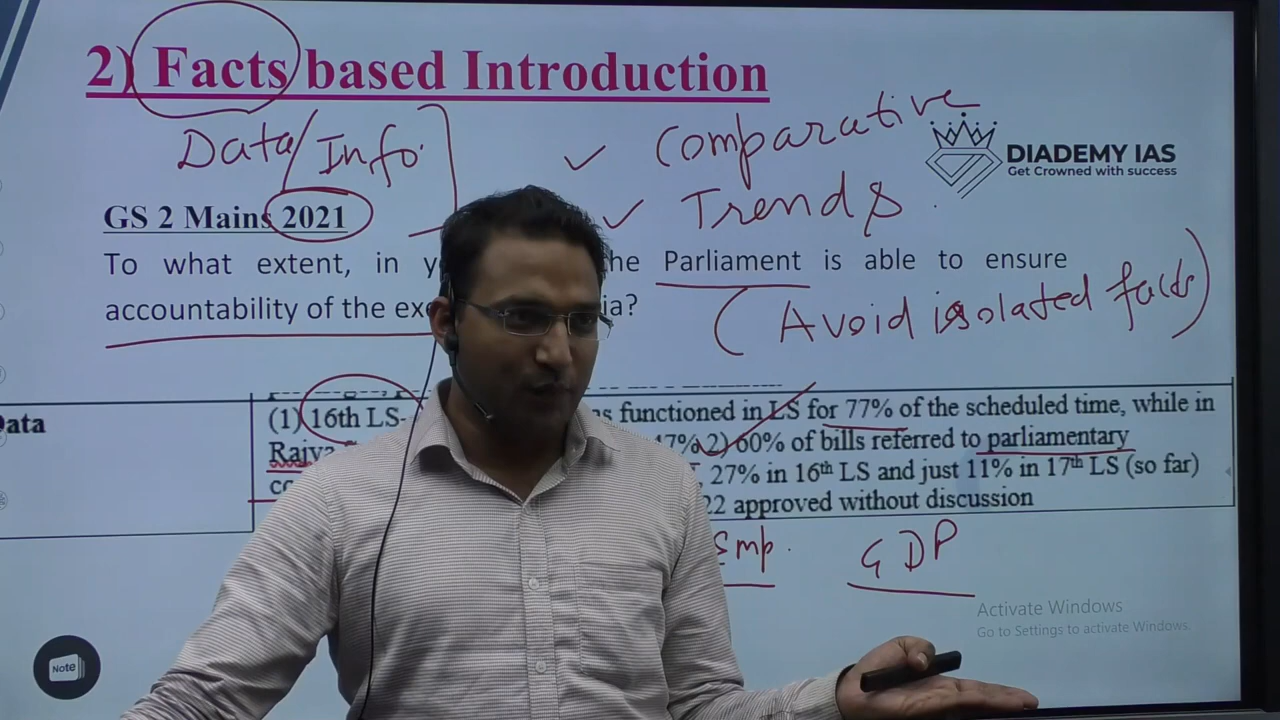 2) Facts based Introduction
Data/Info.
✓ Comparative
✓ Trends.
DIADEMY IAS
Get Crowned with success
GS 2 Mains 2021
To what extent, in y he Parliament is able to ensure
accountability of the exe ia?
(Avoid isolated facts)
Data
(1) 16th LS- functioned in LS for 77% of the scheduled time, while in
Rajya 2) 60% of bills referred to parliamentary
27% in 16th LS and just 11% in 17th LS (so far)
22 approved without discussion
Emp.
GDP
Activate Windows
Go to Settings to activate Windows.
Note